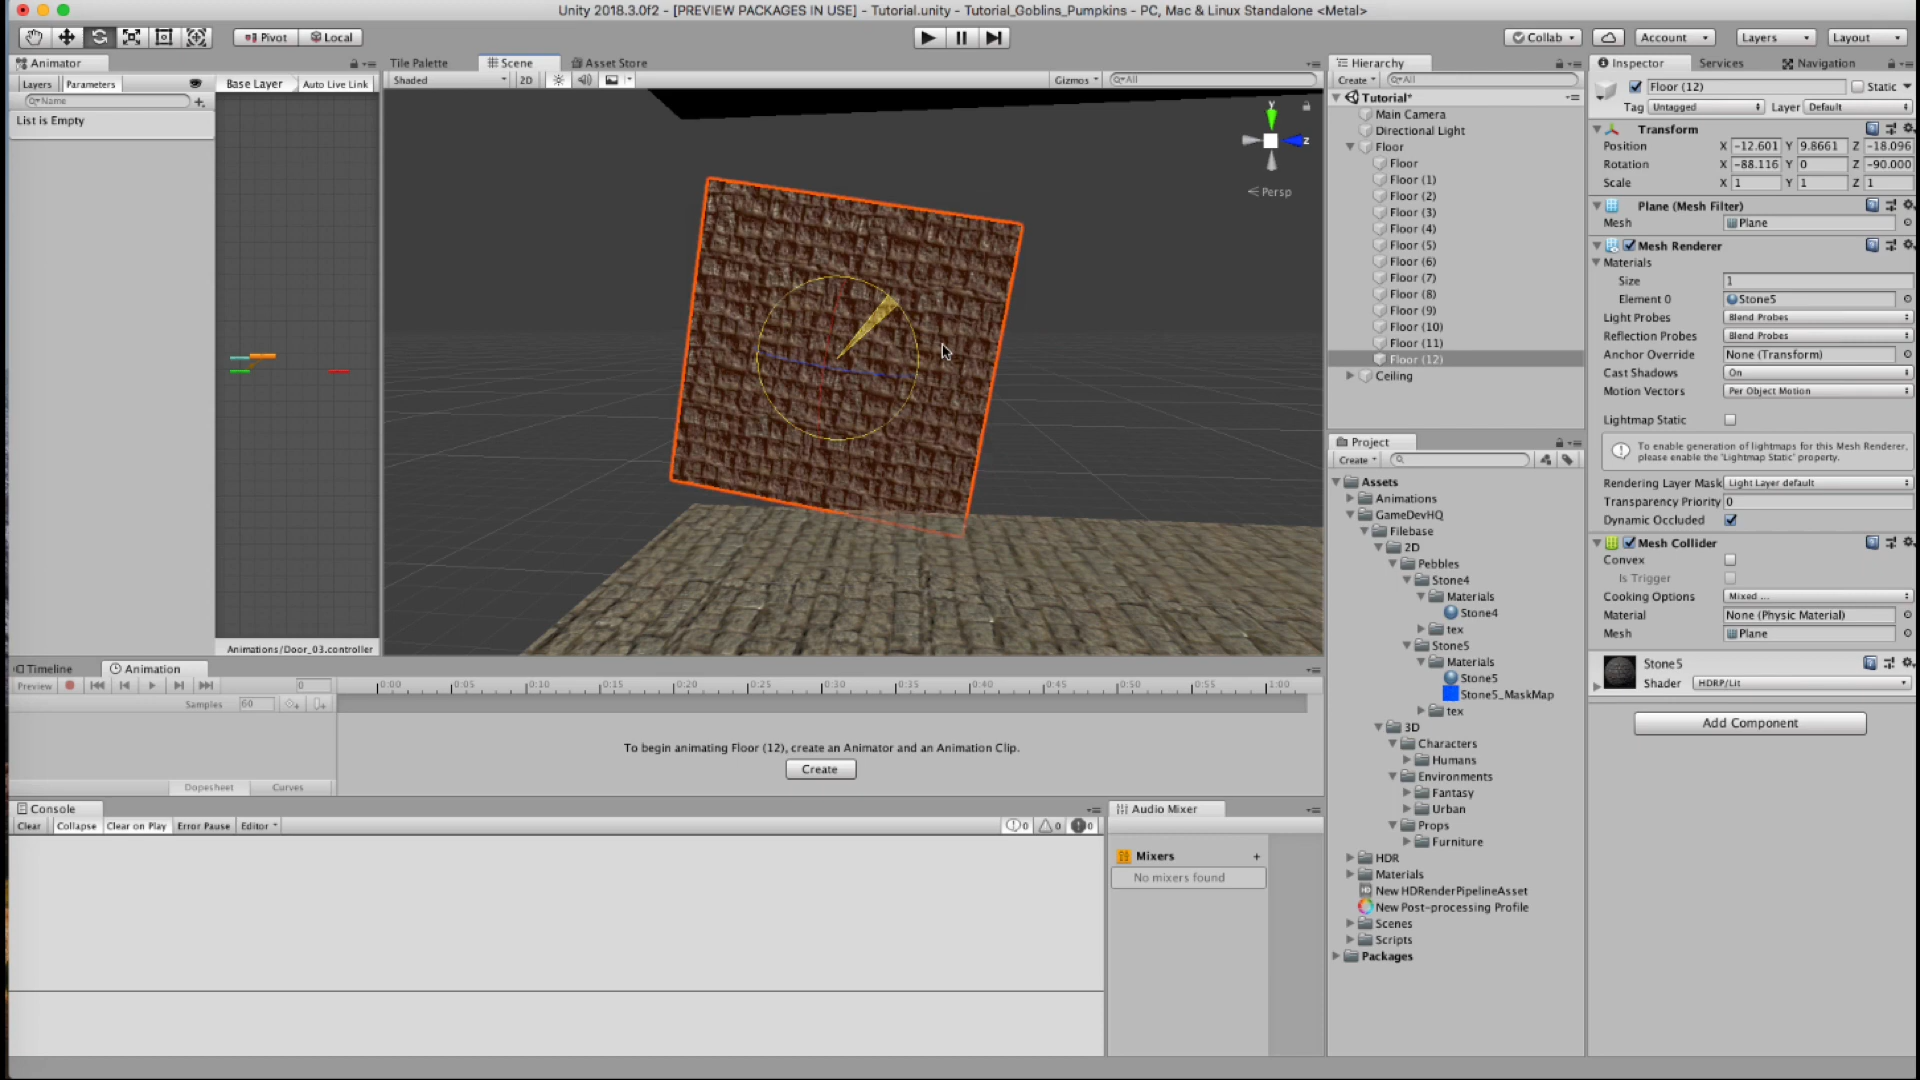 Unity 2018.3.0f2 - [PREVIEW PACKAGES IN USE] - Tutorial.unity - Tutorial_Goblins_Pumpkins - PC, Mac & Linux Standalone <Metal>
Pivot Local Collab Account Layers Layout
Animator
Layers Parameters Base Layer Auto Live Link
Name
List is Empty
Animations/Door_03.controller
Tile Palette Scene Asset Store
Shaded 2D Gizmos All
y
z
Persp
Hierarchy
Create All
Tutorial*
Main Camera
Directional Light
Floor
Floor
Floor (1)
Floor (2)
Floor (3)
Floor (4)
Floor (5)
Floor (6)
Floor (7)
Floor (8)
Floor (9)
Floor (10)
Floor (11)
Floor (12)
Ceiling
Project
Create
Assets
Animations
GameDevHQ
Filebase
2D
Pebbles
Stone4
Materials
Stone4
tex
Stone5
Materials
Stone5
Stone5_MaskMap
tex
3D
Characters
Humans
Environments
Fantasy
Urban
Props
Furniture
HDR
Materials
New HDRenderPipelineAsset
New Post-processing Profile
Scenes
Scripts
Packages
Inspector Services Navigation
Floor (12) Static
Tag Untagged Layer Default
Transform
Position X -12.601 Y 9.8661 Z -18.096
Rotation X -88.116 Y 0 Z -90.000
Scale X 1 Y 1 Z 1
Plane (Mesh Filter)
Mesh Plane
Mesh Renderer
Materials
Size 1
Element 0 Stone5
Light Probes Blend Probes
Reflection Probes Blend Probes
Anchor Override None (Transform)
Cast Shadows On
Motion Vectors Per Object Motion
Lightmap Static
To enable generation of lightmaps for this Mesh Renderer, please enable the 'Lightmap Static' property.
Rendering Layer Mask Light Layer default
Transparency Priority 0
Dynamic Occluded
Mesh Collider
Convex
Is Trigger
Cooking Options Mixed ...
Material None (Physic Material)
Mesh Plane
Stone5
Shader HDRP/Lit
Add Component
Timeline Animation
Preview 0 0:00 0:05 0:10 0:15 0:20 0:25 0:30 0:35 0:40 0:45 0:50 0:55 1:00
Samples 60
To begin animating Floor (12), create an Animator and an Animation Clip.
Create
Dopesheet Curves
Console
Clear Collapse Clear on Play Error Pause Editor 0 0 0
Audio Mixer
Mixers +
No mixers found